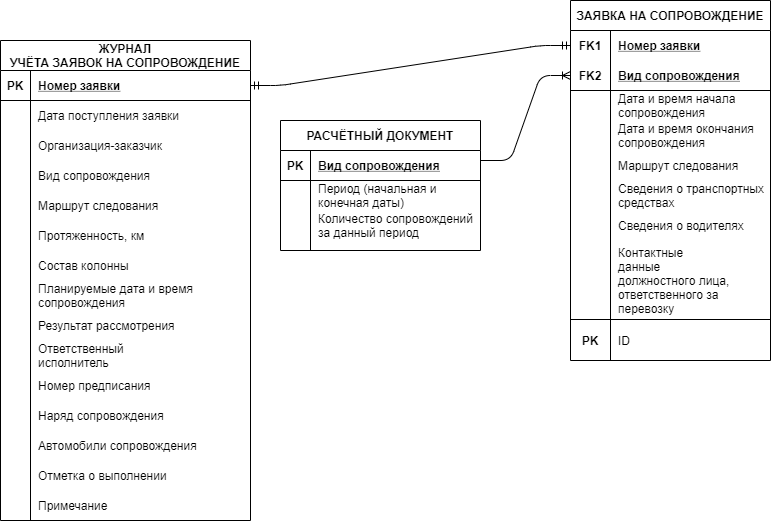 ЖУРНАЛ
УЧЁТА ЗАЯВОК НА СОПРОВОЖДЕНИЕ
PK Номер заявки
Дата поступления заявки
Организация-заказчик
Вид сопровождения
Маршрут следования
Протяженность, км
Состав колонны
Планируемые дата и время
сопровождения
Результат рассмотрения
Ответственный
исполнитель
Номер предписания
Наряд сопровождения
Автомобили сопровождения
Отметка о выполнении
Примечание
РАСЧЁТНЫЙ ДОКУМЕНТ
PK Вид сопровождения
Период (начальная и
конечная даты)
Количество сопровождений
за данный период
ЗАЯВКА НА СОПРОВОЖДЕНИЕ
FK1 Номер заявки
FK2 Вид сопровождения
Дата и время начала
сопровождения
Дата и время окончания
сопровождения
Маршрут следования
Сведения о транспортных
средствах
Сведения о водителях
Контактные
данные
должностного лица,
ответственного за
перевозку
PK ID